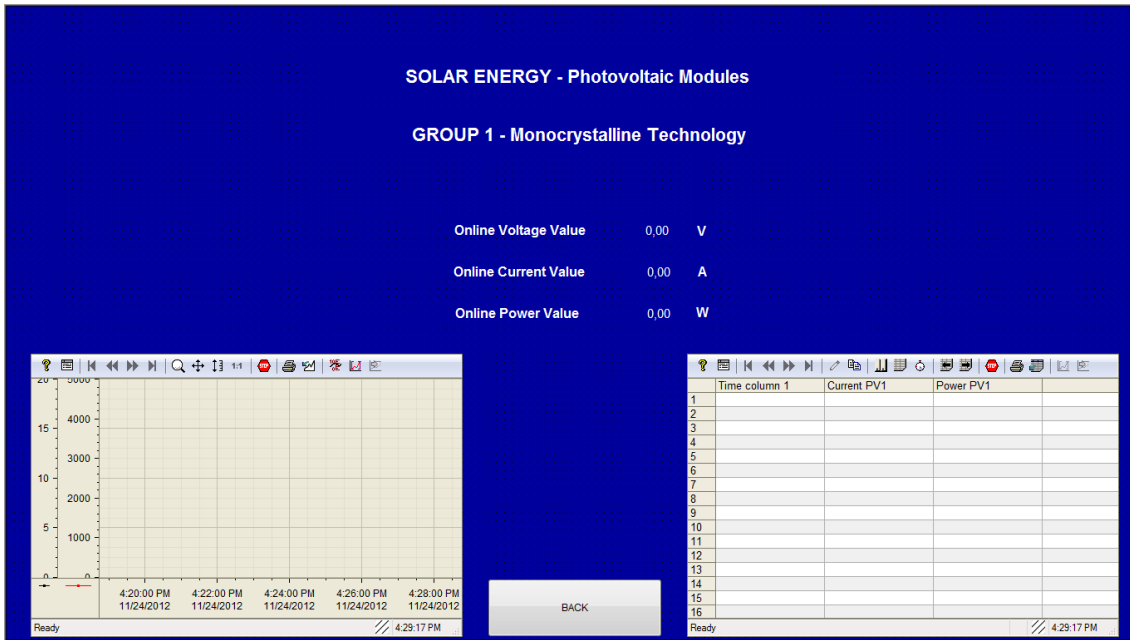 SOLAR ENERGY - Photovoltaic Modules
GROUP 1 - Monocrystalline Technology
Online Voltage Value 0,00 V
Online Current Value 0,00 A
Online Power Value 0,00 W
1:1
STP
20 5000
4000
15
3000
10
2000
5
1000
0 0
4:20:00 PM 4:22:00 PM 4:24:00 PM 4:26:00 PM 4:28:00 PM
11/24/2012 11/24/2012 11/24/2012 11/24/2012 11/24/2012
Ready 4:29:17 PM
BACK
STP
Time column 1 Current PV1 Power PV1
1
2
3
4
5
6
7
8
9
10
11
12
13
14
15
16
Ready 4:29:17 PM